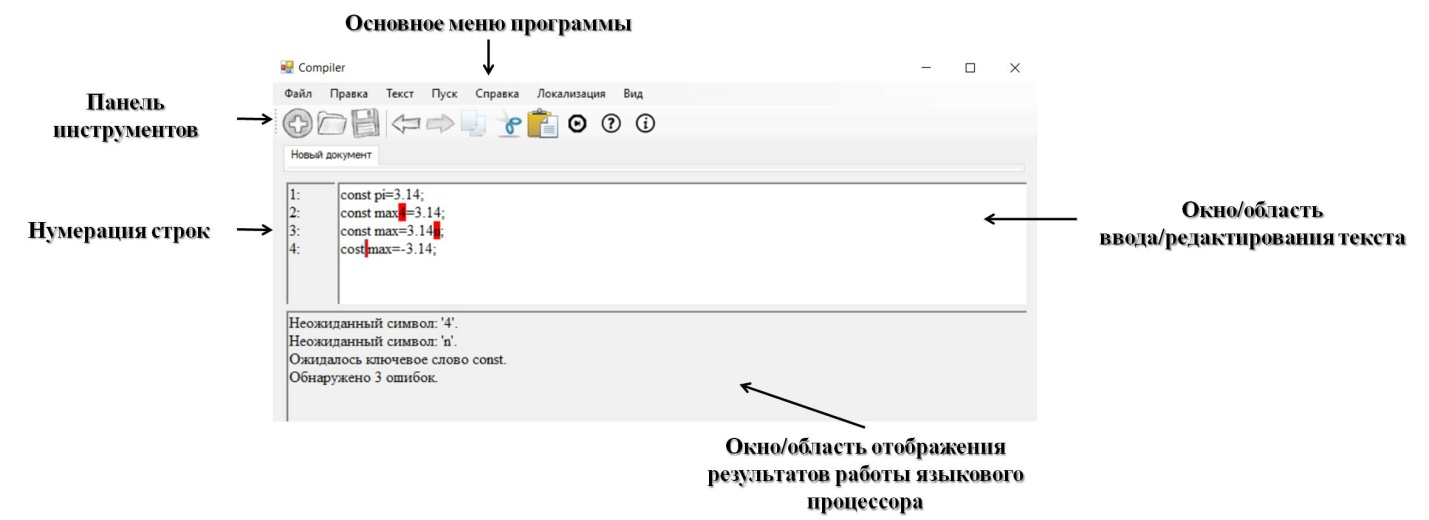 Основное меню программы
Compiler
Файл Правка Текст Пуск Справка Локализация Вид
Панель
инструментов
Новый документ
1: const pi=3.14;
2: const max4=3.14;
3: const max=3.14n;
4: cost max=-3.14;
Нумерация строк
Окно/область
ввода/редактирования текста
Неожиданный символ: '4'.
Неожиданный символ: 'n'.
Ожидалось ключевое слово const.
Обнаружено 3 ошибок.
Окно/область отображения
результатов работы языкового
процессора